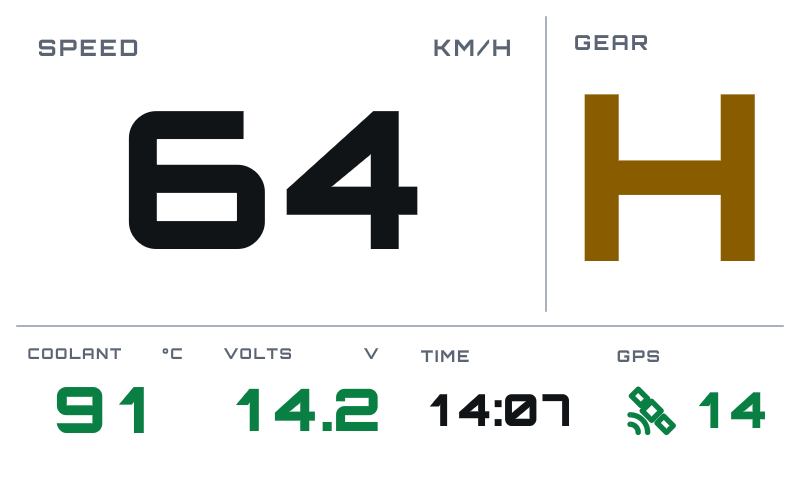 SPEED KM/H
GEAR
64
H
COOLANT °C
VOLTS V
TIME
GPS
91
14.2
14:07
14